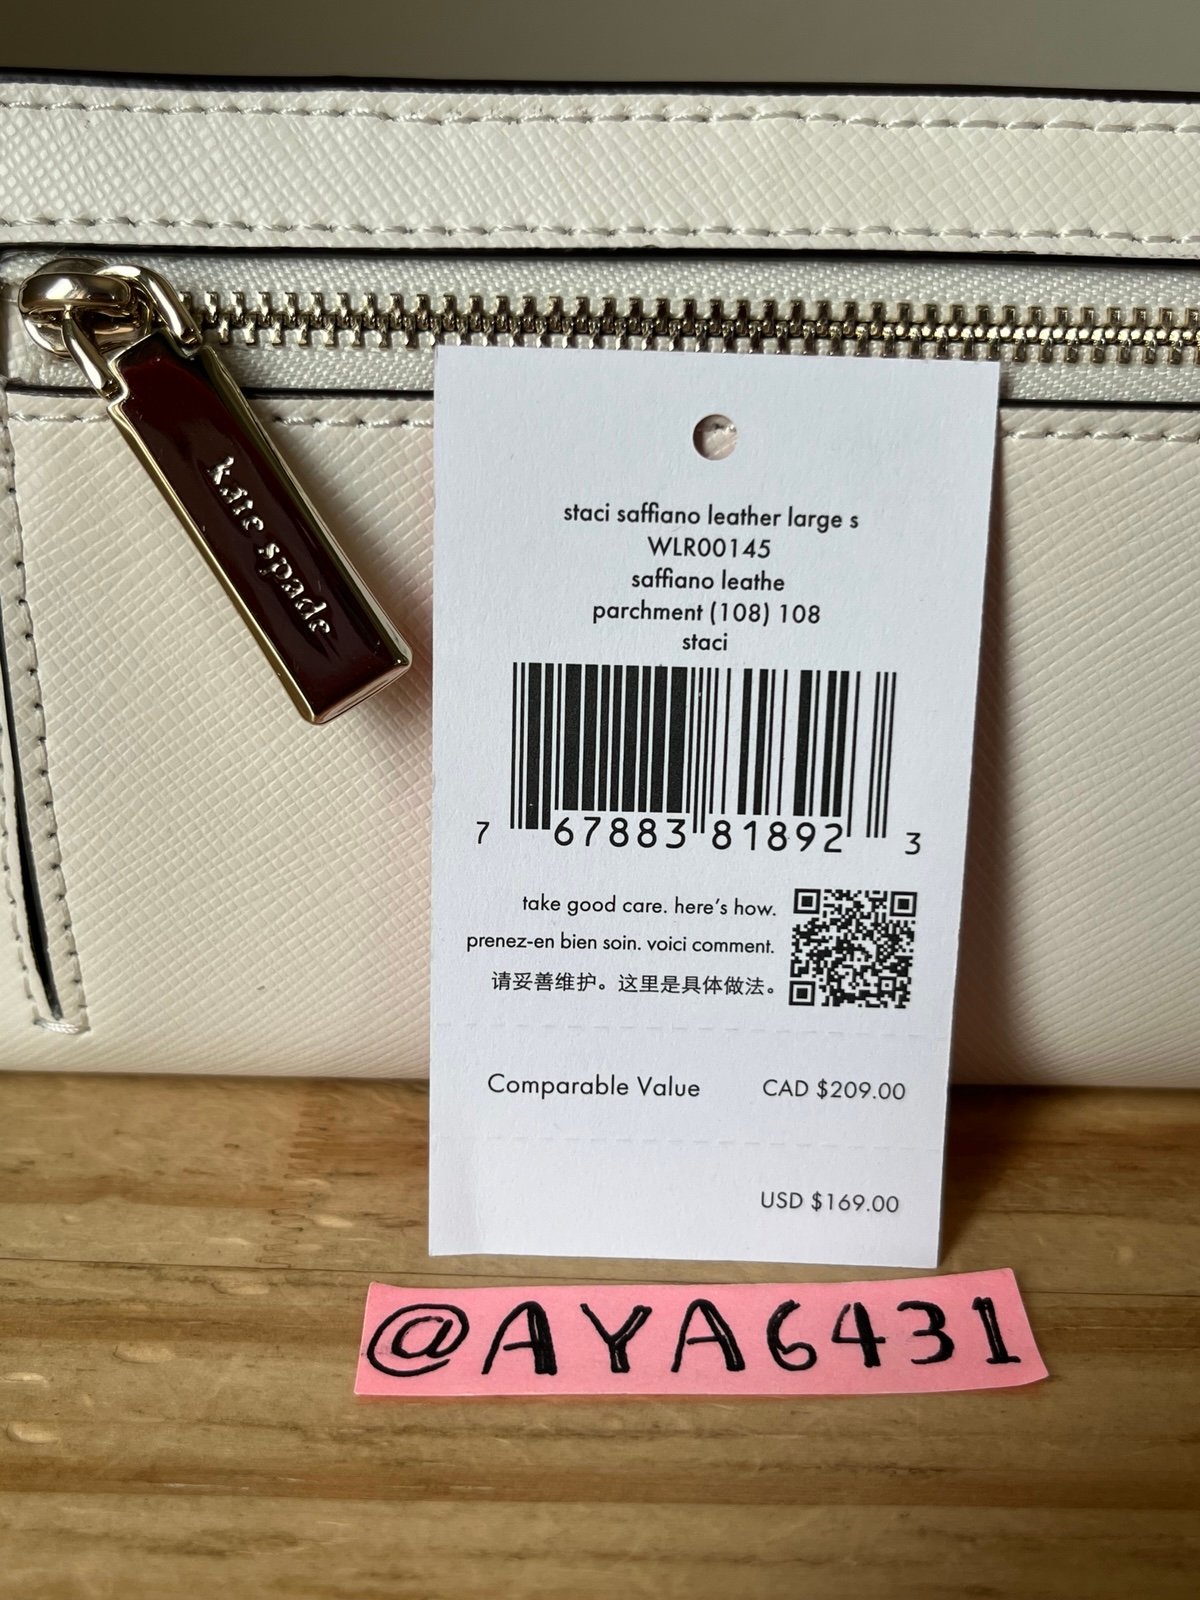 kate spade
staci saffiano leather large s
WLR00145
saffiano leathe
parchment (108) 108
staci
7 67883 81892 3
take good care. here's how.
prenez-en bien soin. voici comment.
请妥善维护。这里是具体做法。
Comparable Value CAD $209.00
USD $169.00
@AYA6431